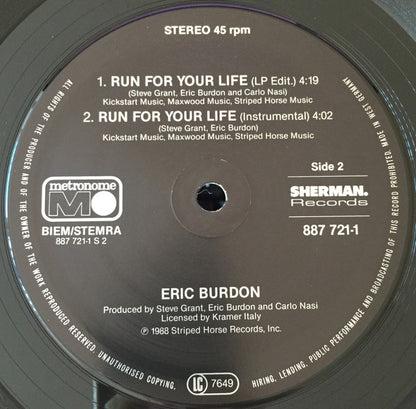 STEREO 45 rpm
1. RUN FOR YOUR LIFE (LP Edit.) 4:19
(Steve Grant, Eric Burdon and Carlo Nasi)
Kickstart Music, Maxwood Music, Striped Horse Music
2. RUN FOR YOUR LIFE (Instrumental) 4:02
(Steve Grant, Eric Burdon)
Kickstart Music, Maxwood Music, Striped Horse Music
Side 2
metronome
M
BIEM/STEMRA
887 721-1 S 2
SHERMAN.
Records
887 721-1
ERIC BURDON
Produced by Steve Grant, Eric Burdon and Carlo Nasi
Licensed by Kramer Italy
℗ 1988 Striped Horse Records, Inc.
LC 7649
ALL RIGHTS OF THE PRODUCER AND OF THE OWNER OF THE WORK REPRODUCED RESERVED. UNAUTHORISED COPYING, HIRING, LENDING, PUBLIC PERFORMANCE AND BROADCASTING OF THIS RECORD PROHIBITED. MADE IN WEST GERMANY